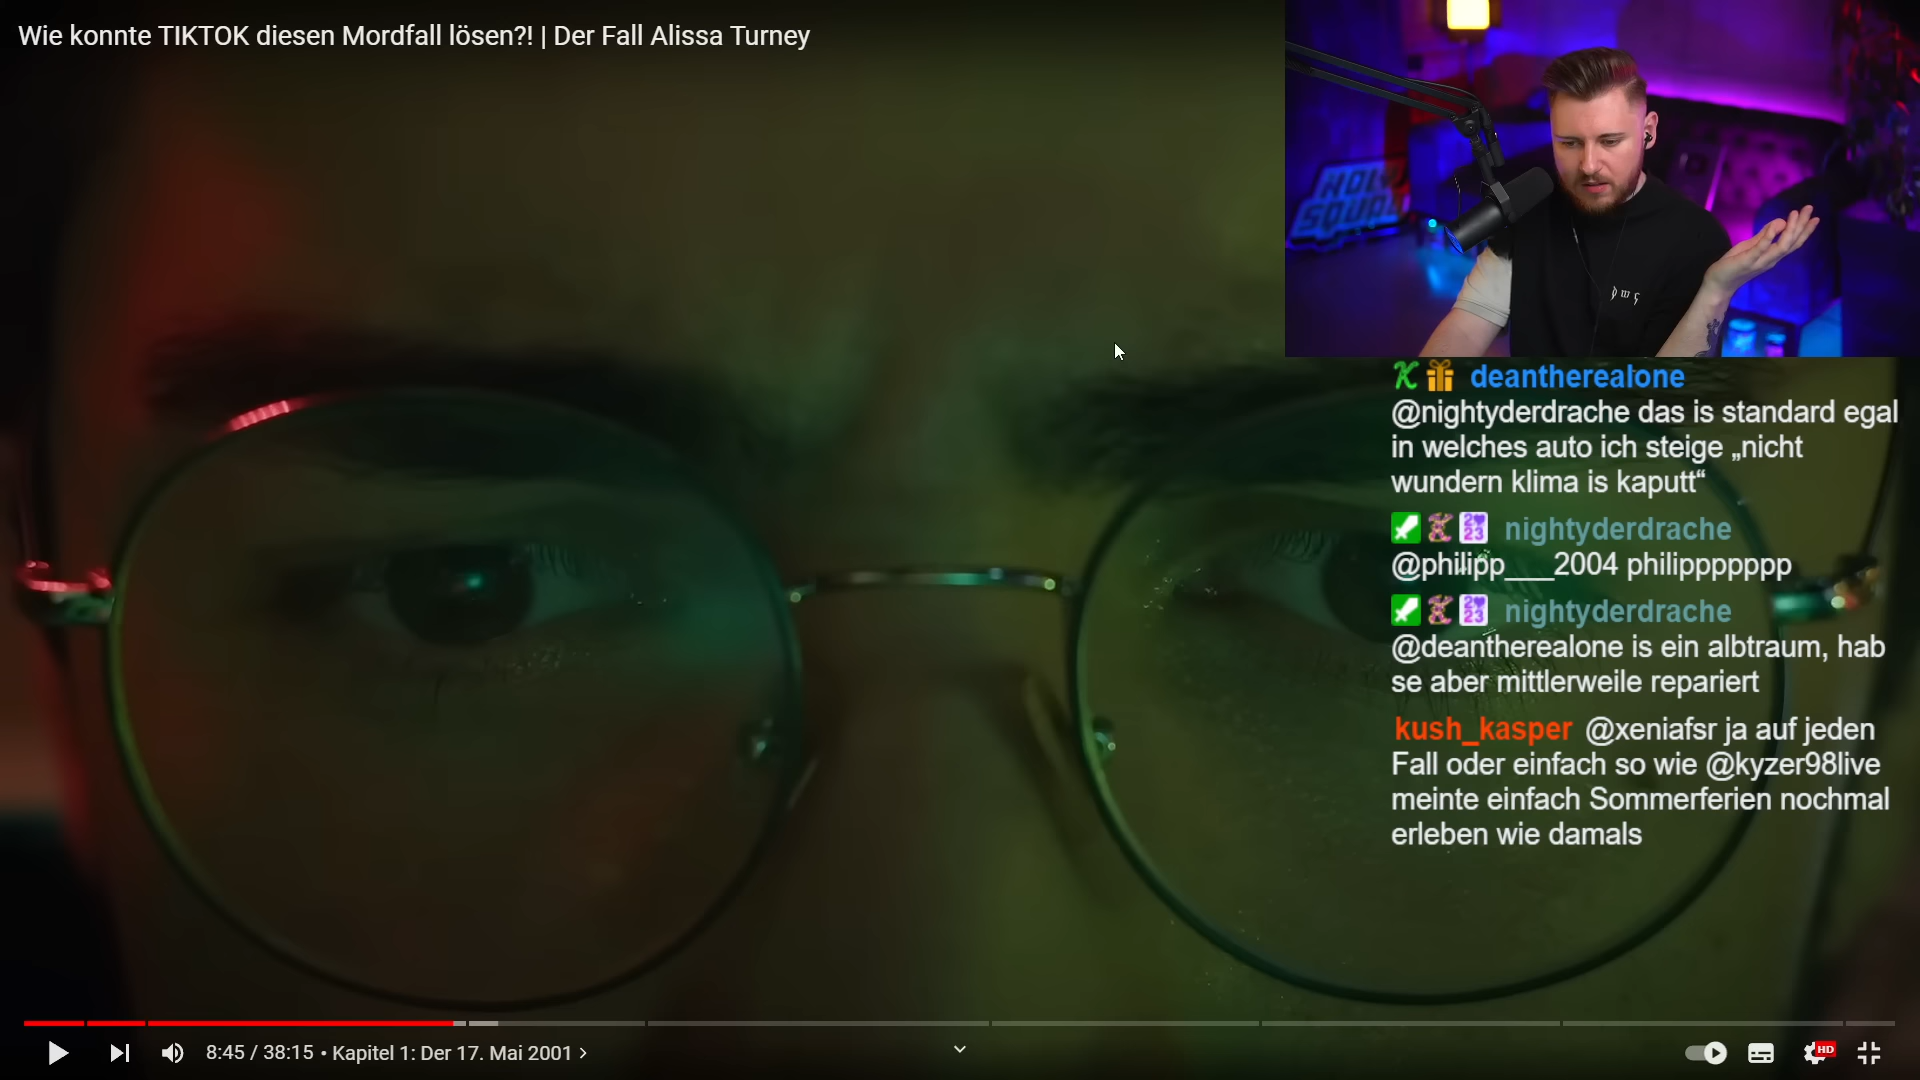 Wie konnte TIKTOK diesen Mordfall lösen?! | Der Fall Alissa Turney
HOLY
SQUAD
deantherealone
@nightyderdrache das is standard egal
in welches auto ich steige „nicht
wundern klima is kaputt“
nightyderdrache
@philipp___2004 philippppppp
nightyderdrache
@deantherealone is ein albtraum, hab
se aber mittlerweile repariert
kush_kasper @xeniafsr ja auf jeden
Fall oder einfach so wie @kyzer98live
meinte einfach Sommerferien nochmal
erleben wie damals
8:45 / 38:15 • Kapitel 1: Der 17. Mai 2001 ›
HD